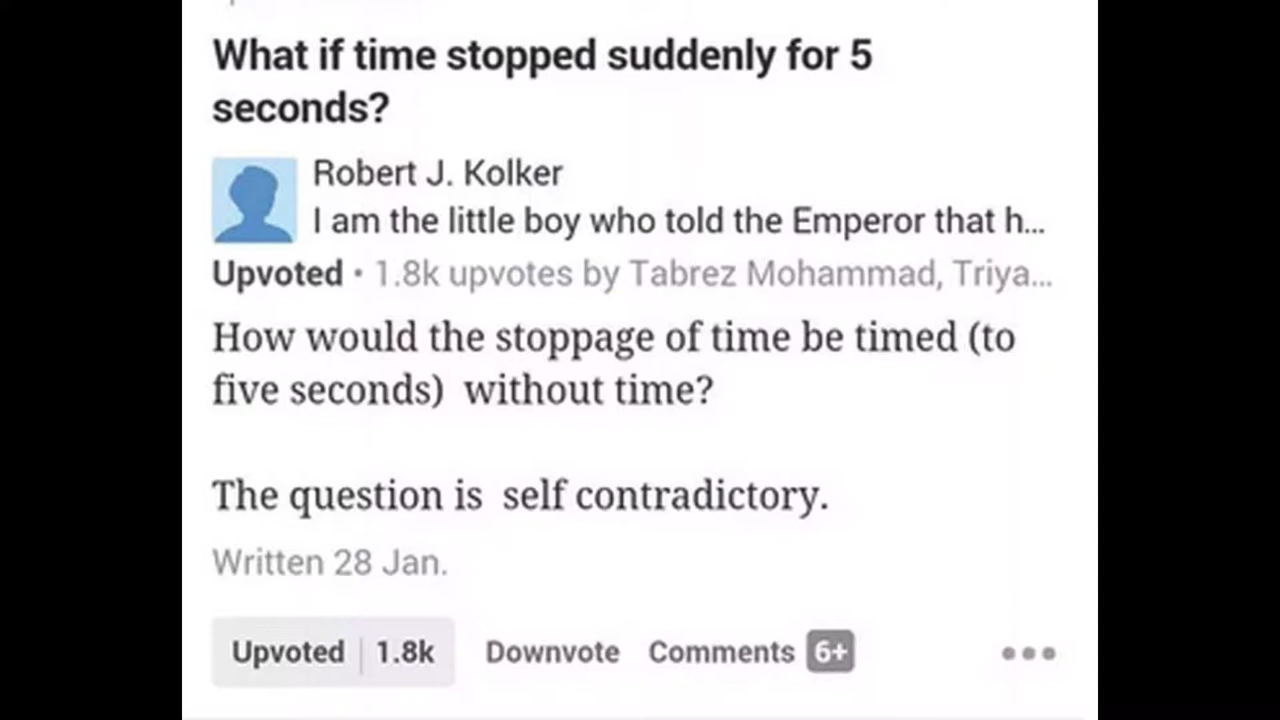 What if time stopped suddenly for 5
seconds?
Robert J. Kolker
I am the little boy who told the Emperor that h...
Upvoted • 1.8k upvotes by Tabrez Mohammad, Triya...
How would the stoppage of time be timed (to
five seconds)  without time?
The question is  self contradictory.
Written 28 Jan.
Upvoted 1.8k Downvote Comments 6+